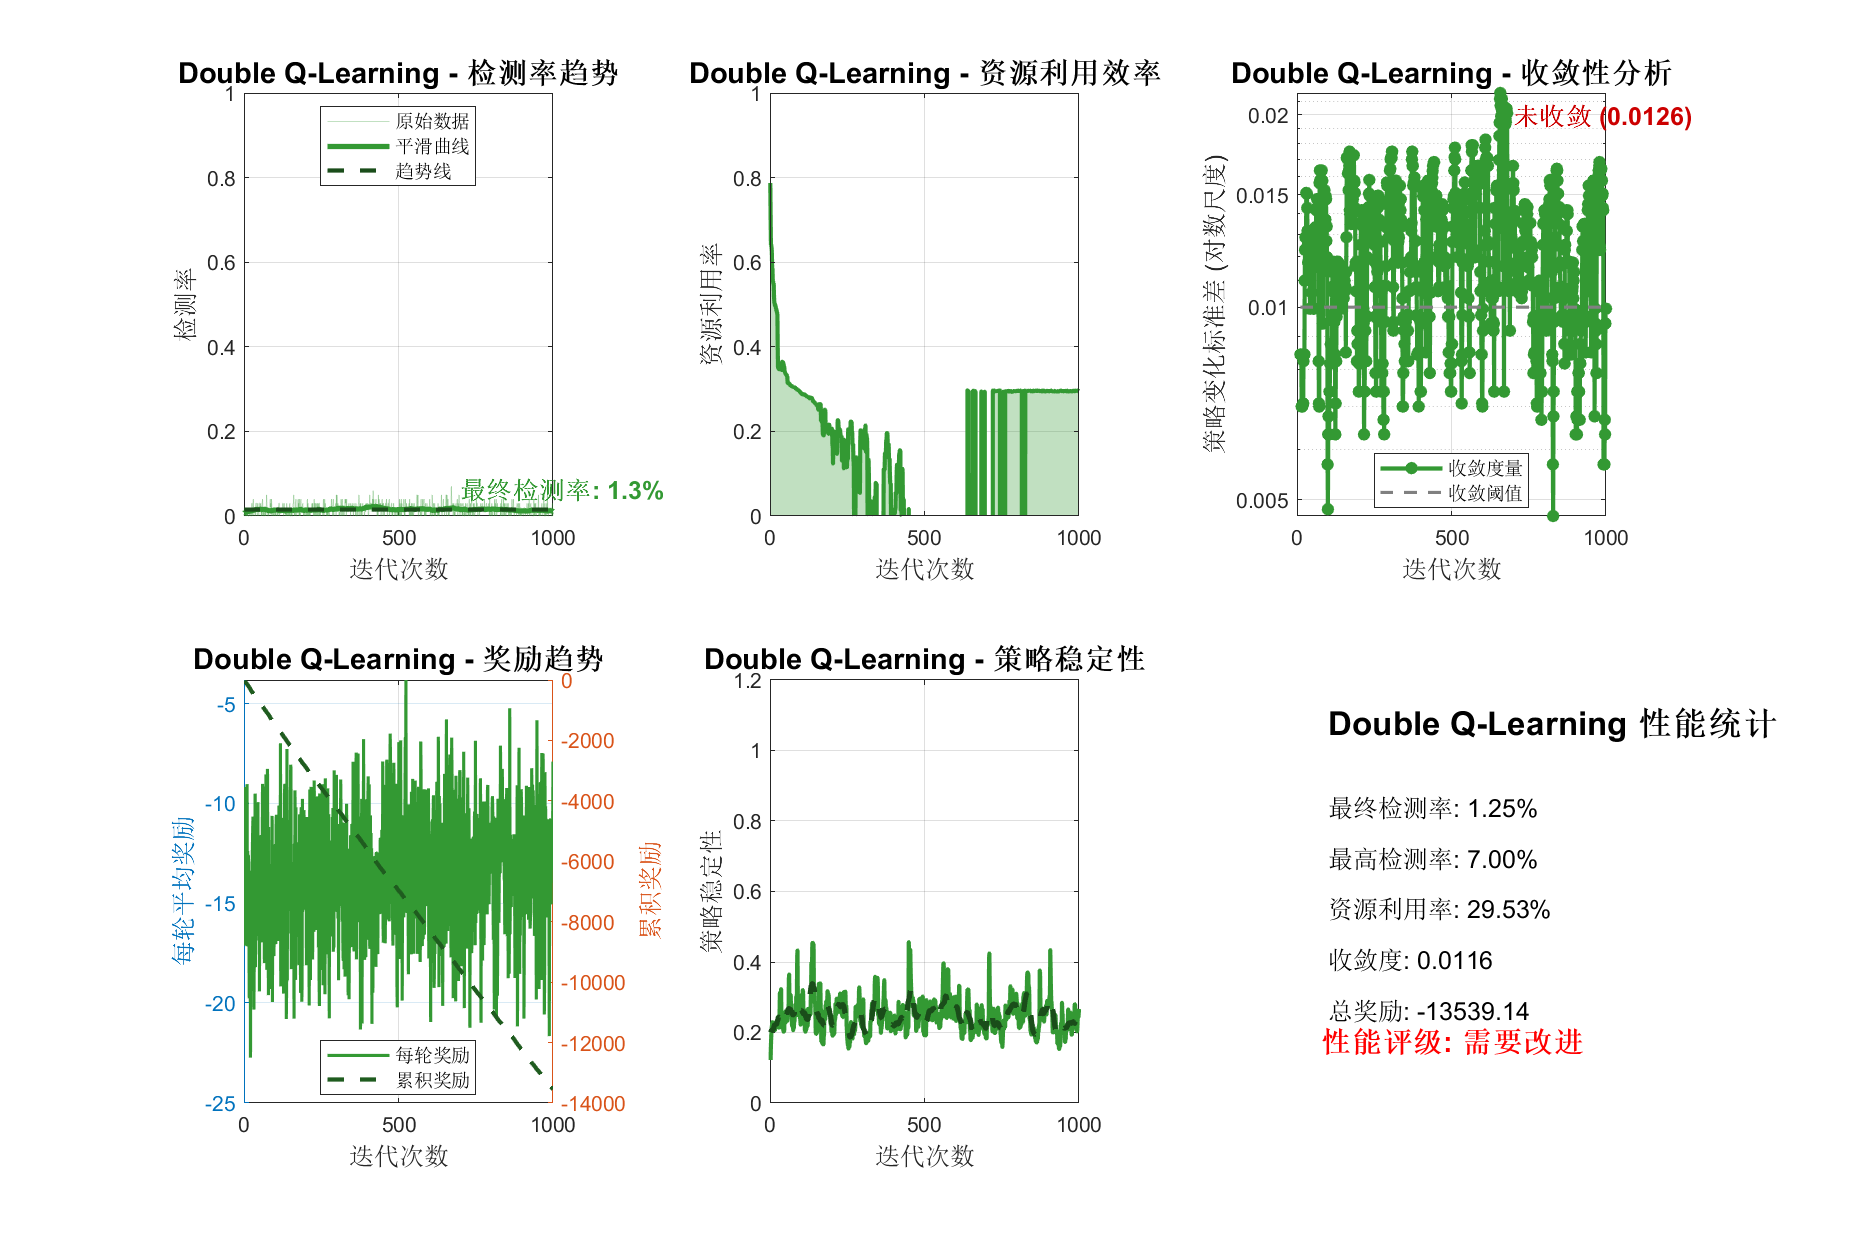 Double Q-Learning - 检测率趋势
1
0.8
0.6
0.4
0.2
0
检测率
原始数据
平滑曲线
趋势线
最终检测率: 1.3%
0
500
1000
迭代次数
Double Q-Learning - 资源利用效率
1
0.8
0.6
0.4
0.2
0
资源利用率
0
500
1000
迭代次数
Double Q-Learning - 收敛性分析
0.02
0.015
0.01
0.005
策略变化标准差 (对数尺度)
未收敛 (0.0126)
收敛度量
收敛阈值
0
500
1000
迭代次数
Double Q-Learning - 奖励趋势
-5
-10
-15
-20
-25
每轮平均奖励
0
-2000
-4000
-6000
-8000
-10000
-12000
-14000
累积奖励
每轮奖励
累积奖励
0
500
1000
迭代次数
Double Q-Learning - 策略稳定性
1.2
1
0.8
0.6
0.4
0.2
0
策略稳定性
0
500
1000
迭代次数
Double Q-Learning 性能统计
最终检测率: 1.25%
最高检测率: 7.00%
资源利用率: 29.53%
收敛度: 0.0116
总奖励: -13539.14
性能评级: 需要改进